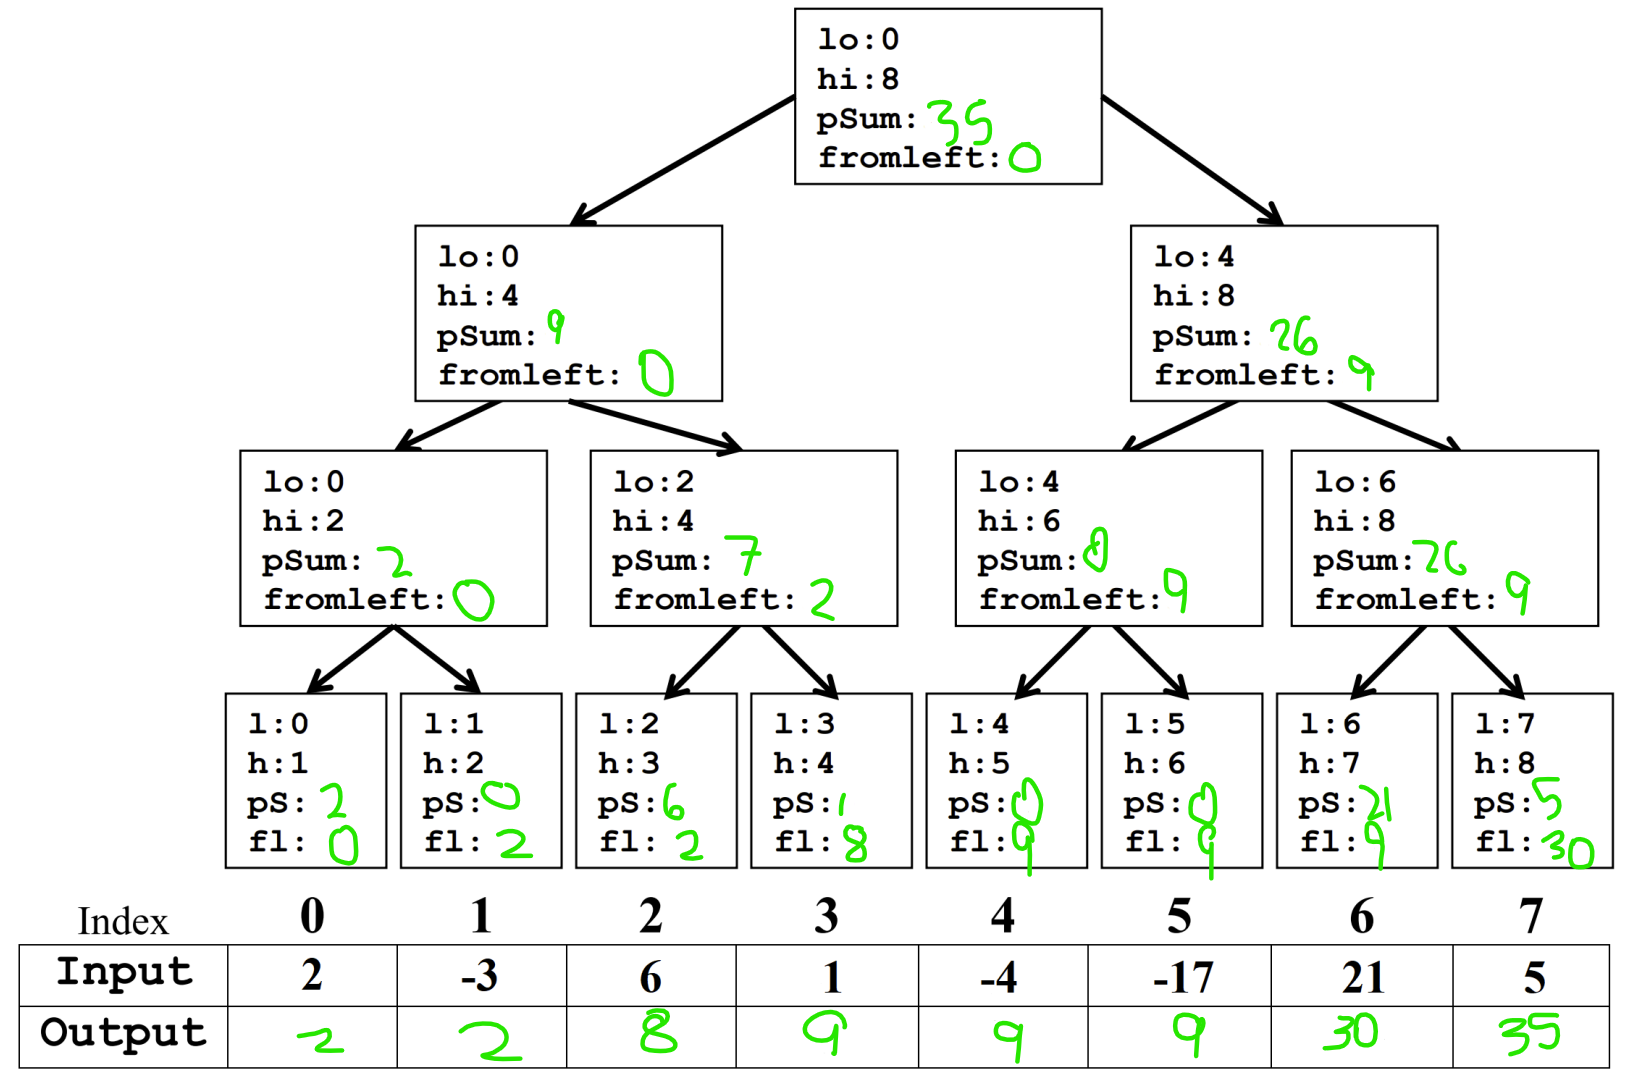 lo:0
hi:8
pSum: 35
fromleft: 0
lo:0
hi:4
pSum: 9
fromleft: 0
lo:4
hi:8
pSum: 26
fromleft: 9
lo:0
hi:2
pSum: 2
fromleft: 0
lo:2
hi:4
pSum: 7
fromleft: 2
lo:4
hi:6
pSum: 0
fromleft: 9
lo:6
hi:8
pSum: 26
fromleft: 9
l:0
h:1
pS: 2
fl: 0
l:1
h:2
pS: 0
fl: 2
l:2
h:3
pS: 6
fl: 2
l:3
h:4
pS: 1
fl: 8
l:4
h:5
pS: 0
fl: 9
l:5
h:6
pS: 0
fl: 9
l:6
h:7
pS: 21
fl: 9
l:7
h:8
pS: 5
fl: 30
Index 0 1 2 3 4 5 6 7
Input 2 -3 6 1 -4 -17 21 5
Output 2 2 8 9 9 9 30 35